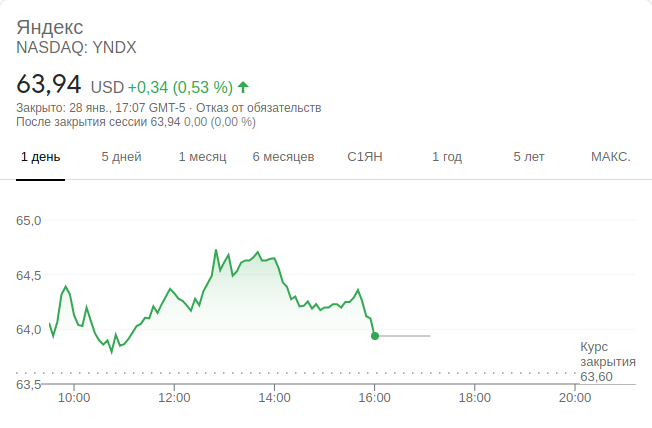 Яндекс
NASDAQ: YNDX
63,94 USD +0,34 (0,53 %)
Закрыто: 28 янв., 17:07 GMT-5 · Отказ от обязательств
После закрытия сессии 63,94 0,00 (0,00 %)
1 день 5 дней 1 месяц 6 месяцев С1ЯН 1 год 5 лет МАКС.
65,0
64,5
64,0
Курс
закрытия
63,60
63,5
10:00 12:00 14:00 16:00 18:00 20:00